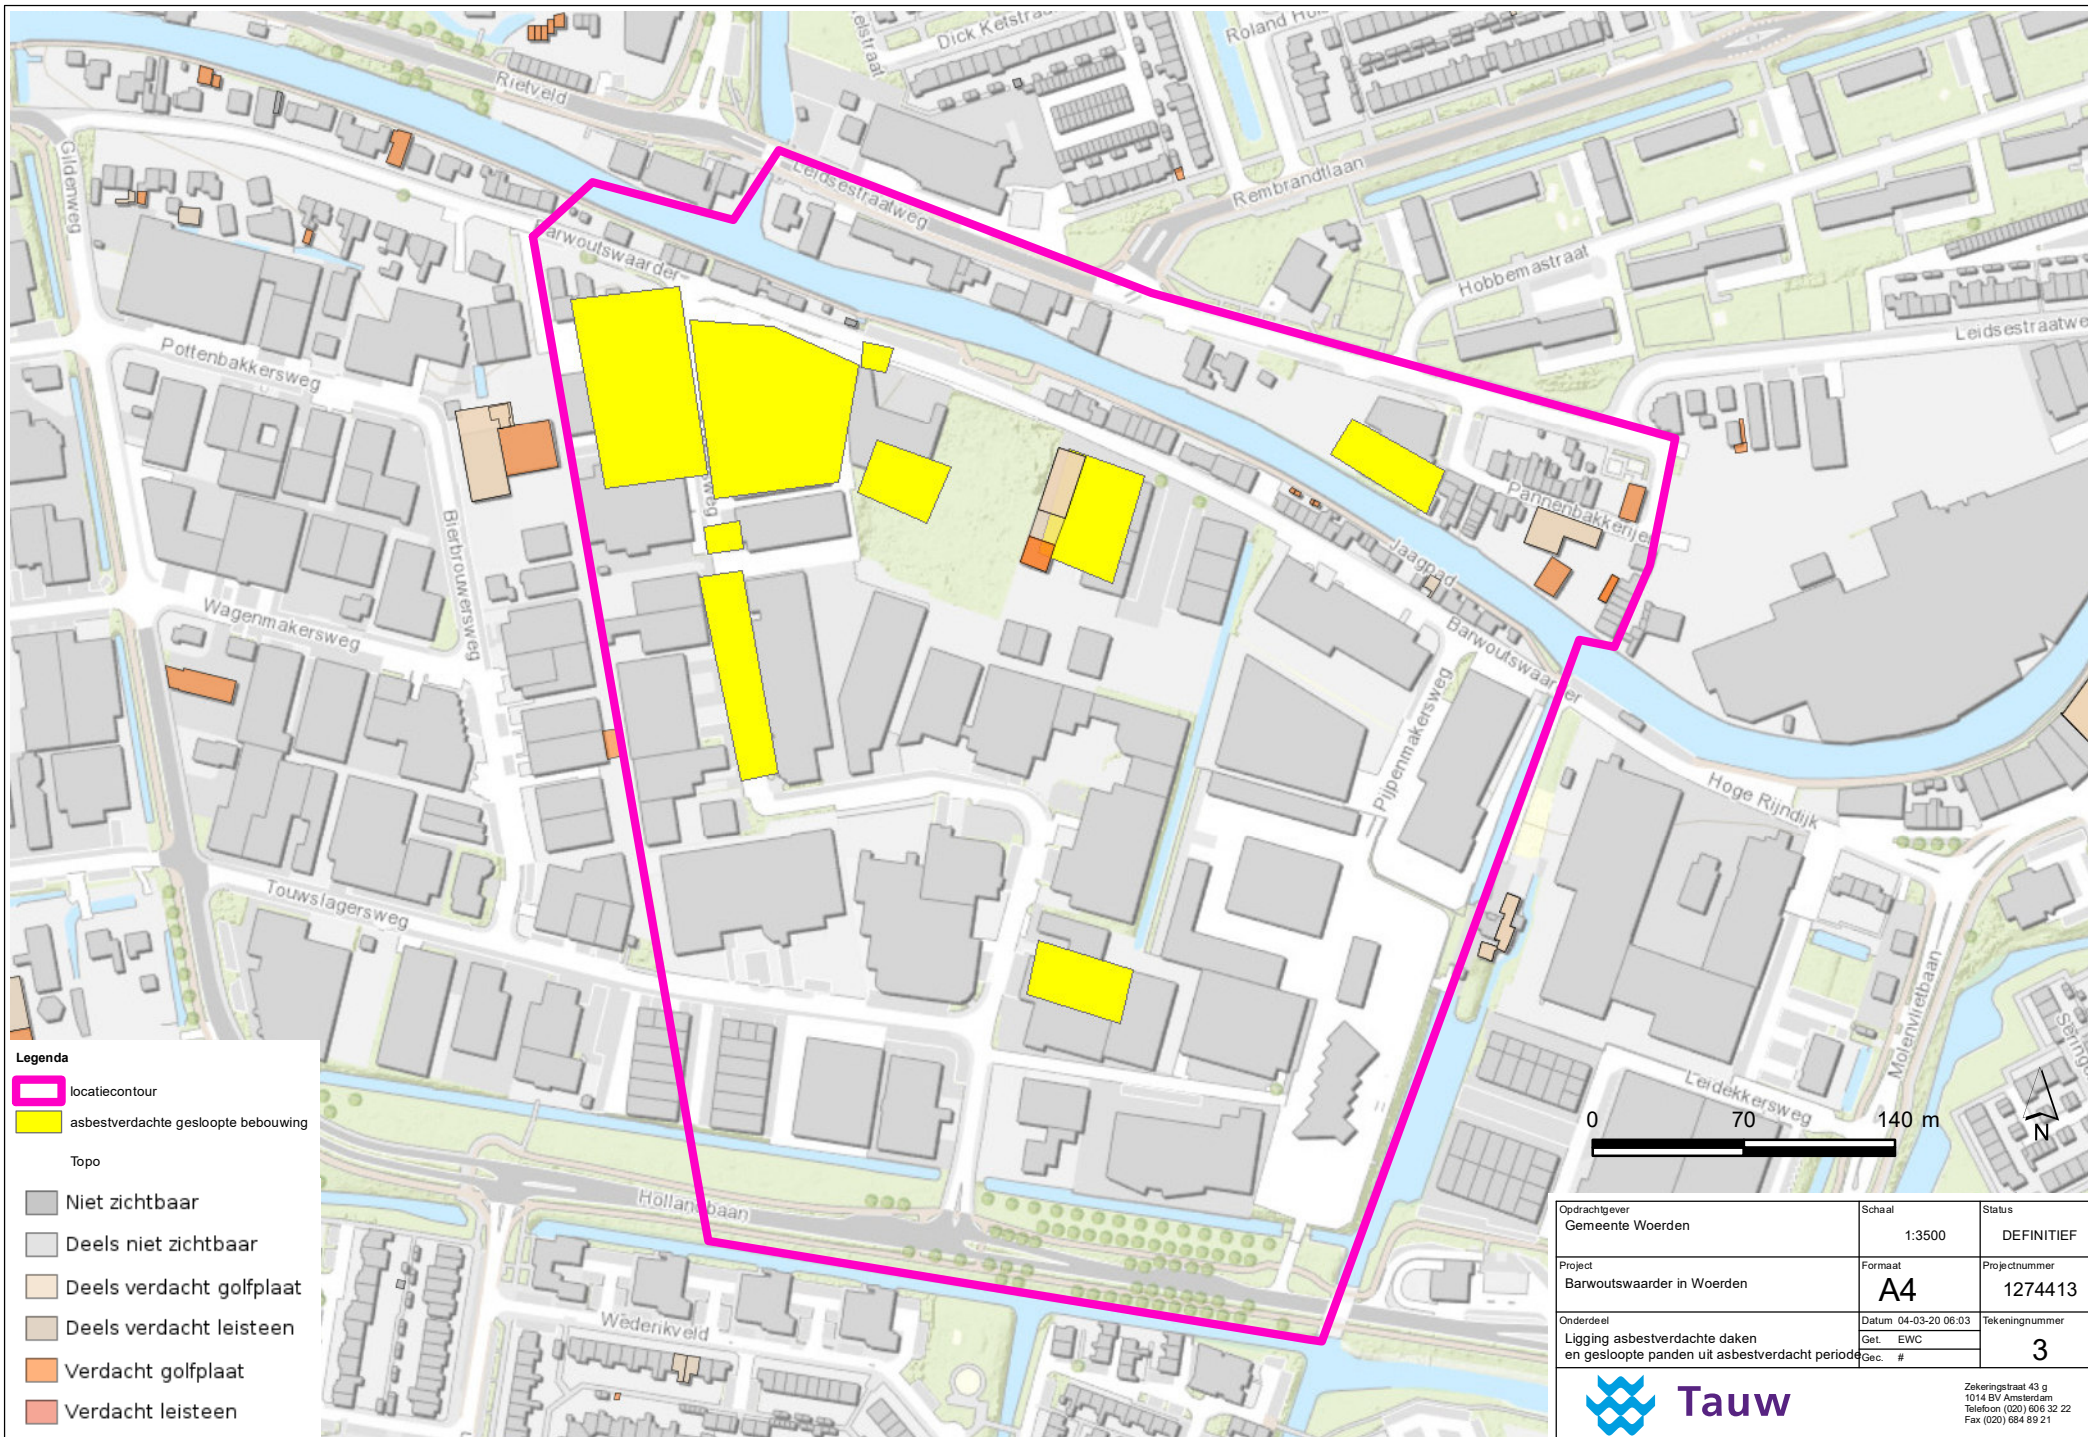 Dick Ketstraat
Rietveld
Gildenweg
Leidsestraatweg
Rembrandtlaan
Barwoutswaarder
Hobbemastraat
Leidsestraatwe
Pottenbakkersweg
sweg
Pannenbakkerije
Jaagpad
Bierbrouwersweg
Wagenmakersweg
Barwoutswaarder
Pijpenmakersweg
Hoge Rijndijk
Touwslagersweg
Molenvlietbaan
Seringe
Leidekkersweg
Hollandbaan
Wederikveld
0 70 140 m
N
Legenda
locatiecontour
asbestverdachte gesloopte bebouwing
Topo
Niet zichtbaar
Deels niet zichtbaar
Deels verdacht golfplaat
Deels verdacht leisteen
Verdacht golfplaat
Verdacht leisteen
Opdrachtgever
Gemeente Woerden
Schaal
1:3500
Status
DEFINITIEF
Project
Barwoutswaarder in Woerden
Formaat
A4
Projectnummer
1274413
Onderdeel
Ligging asbestverdachte daken
en gesloopte panden uit asbestverdacht periode
Datum 04-03-20 06:03
Get. EWC
Gec. #
Tekeningnummer
3
Tauw
Zekeringstraat 43 g
1014 BV Amsterdam
Telefoon (020) 606 32 22
Fax (020) 684 89 21